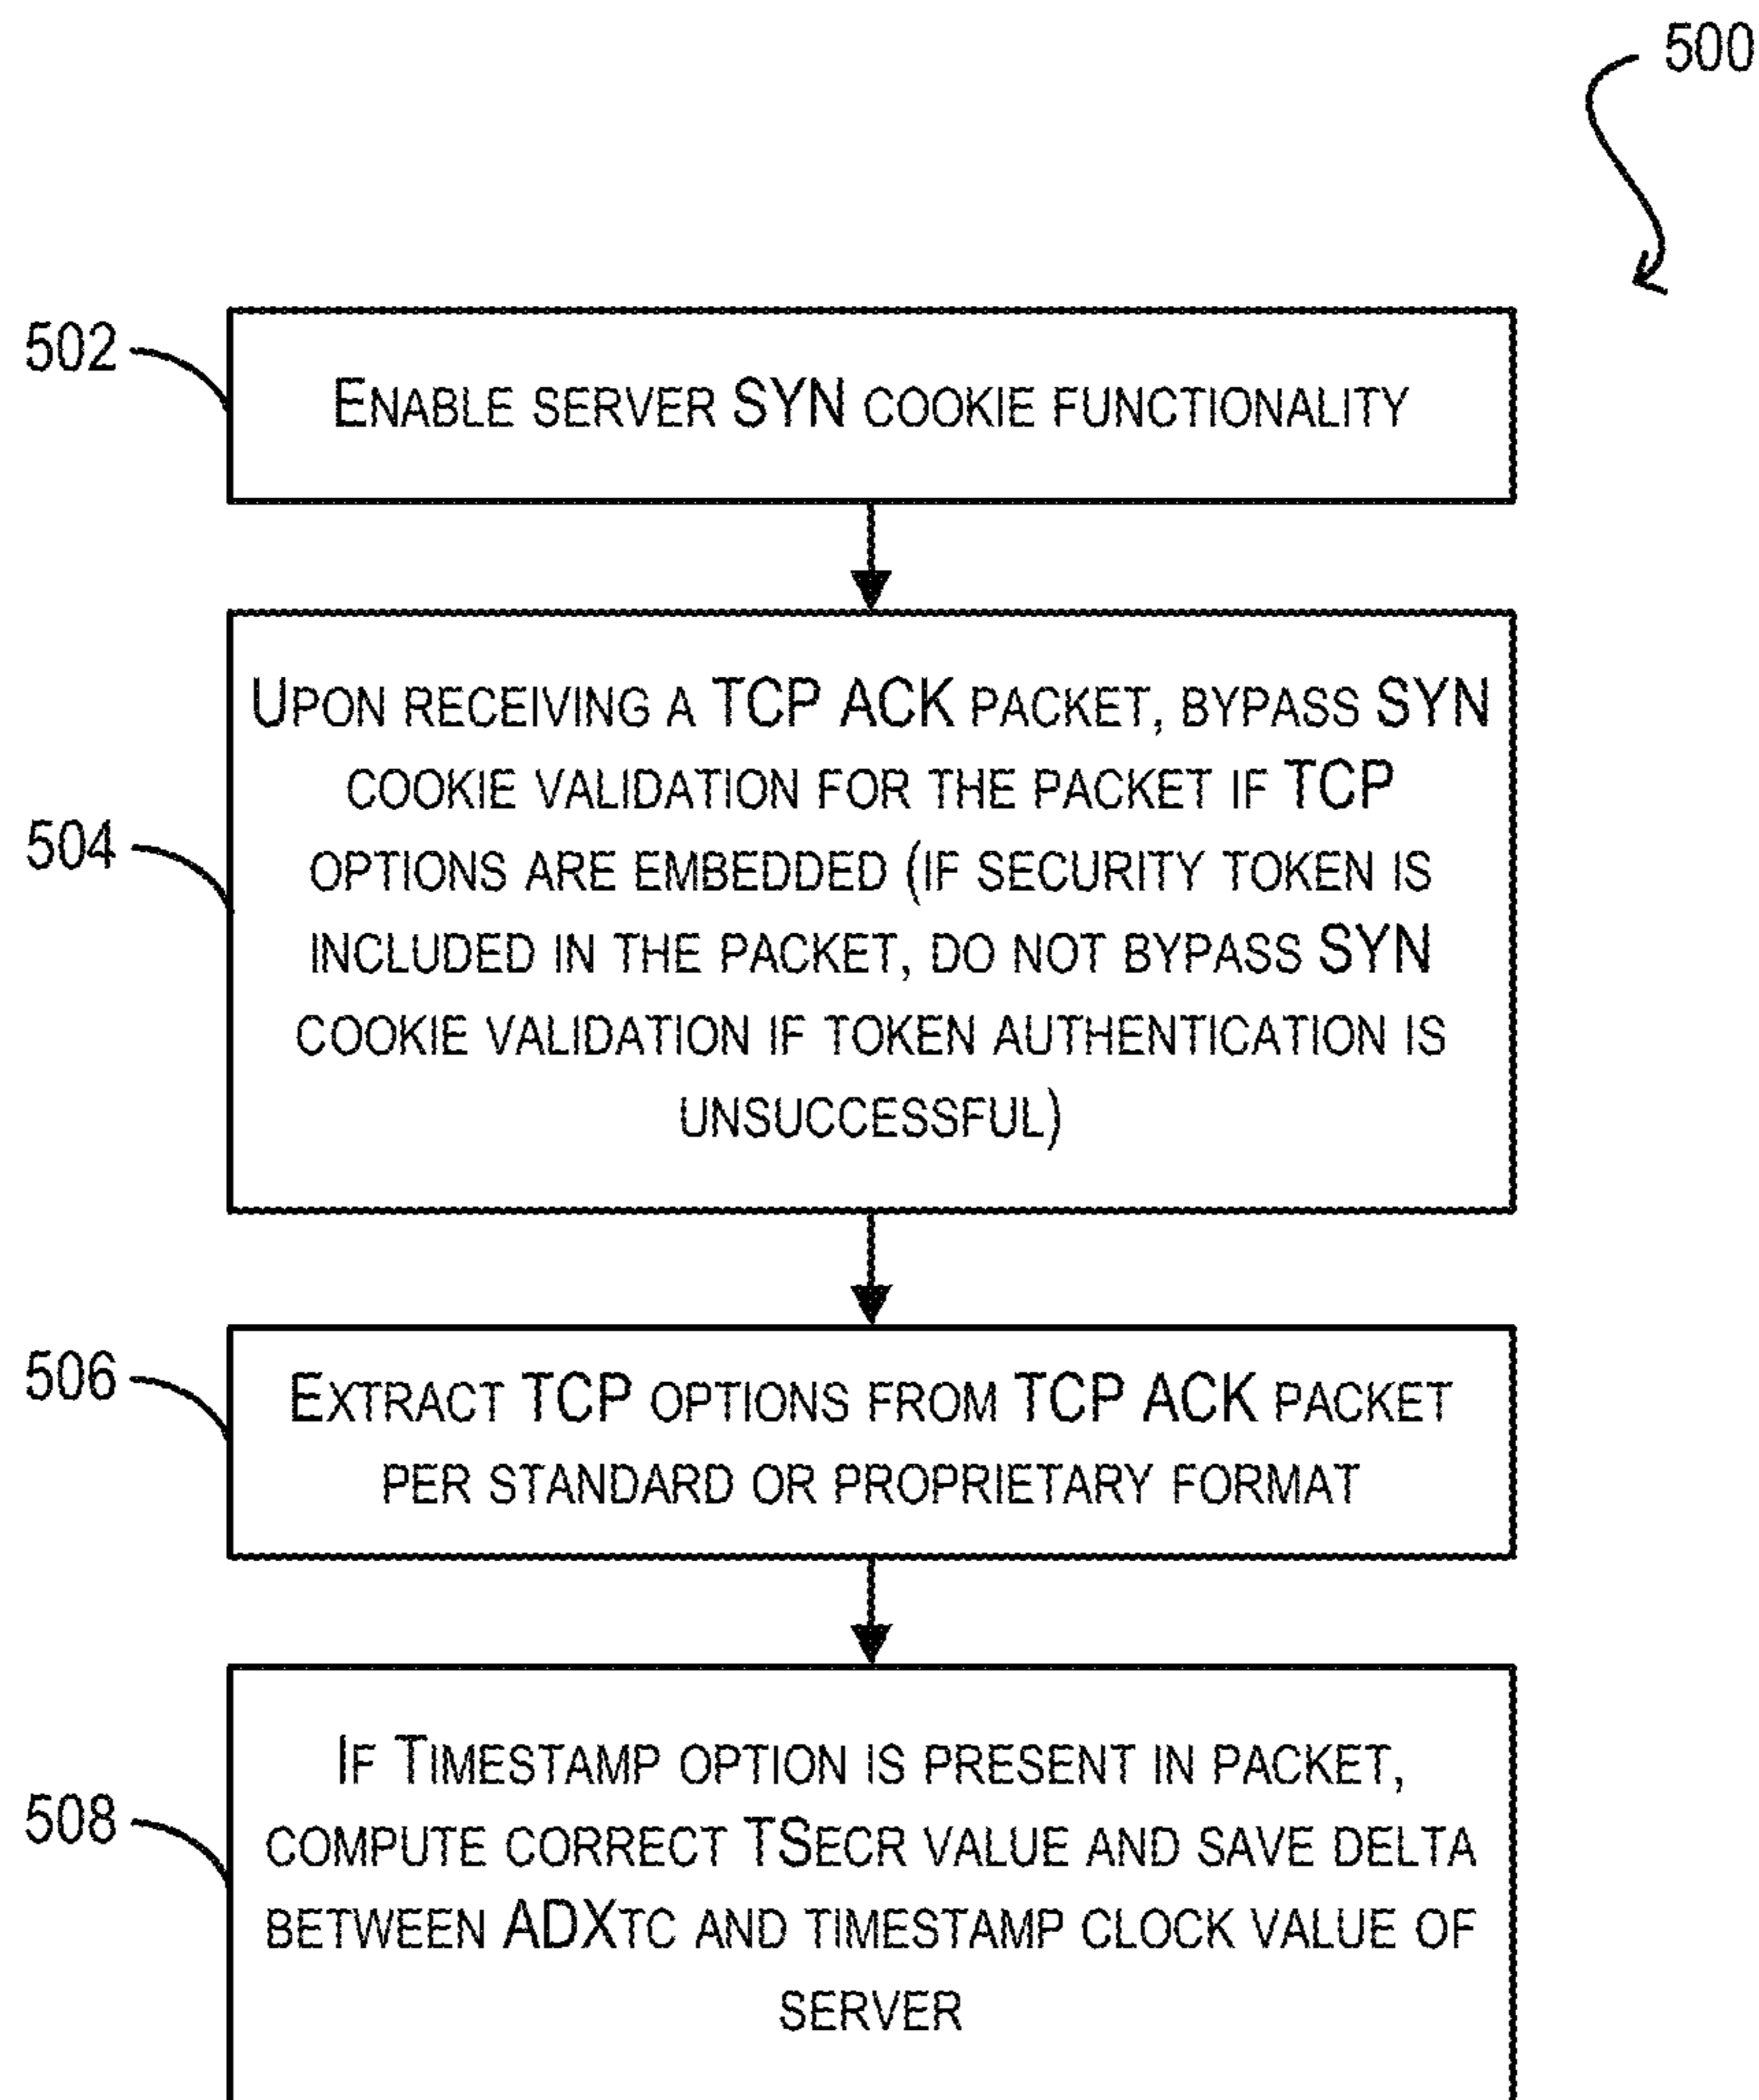 500
502
ENABLE SERVER SYN COOKIE FUNCTIONALITY
504
UPON RECEIVING A TCP ACK PACKET, BYPASS SYN
COOKIE VALIDATION FOR THE PACKET IF TCP
OPTIONS ARE EMBEDDED (IF SECURITY TOKEN IS
INCLUDED IN THE PACKET, DO NOT BYPASS SYN
COOKIE VALIDATION IF TOKEN AUTHENTICATION IS
UNSUCCESSFUL)
506
EXTRACT TCP OPTIONS FROM TCP ACK PACKET
PER STANDARD OR PROPRIETARY FORMAT
508
IF TIMESTAMP OPTION IS PRESENT IN PACKET,
COMPUTE CORRECT TSECR VALUE AND SAVE DELTA
BETWEEN ADXTC AND TIMESTAMP CLOCK VALUE OF
SERVER